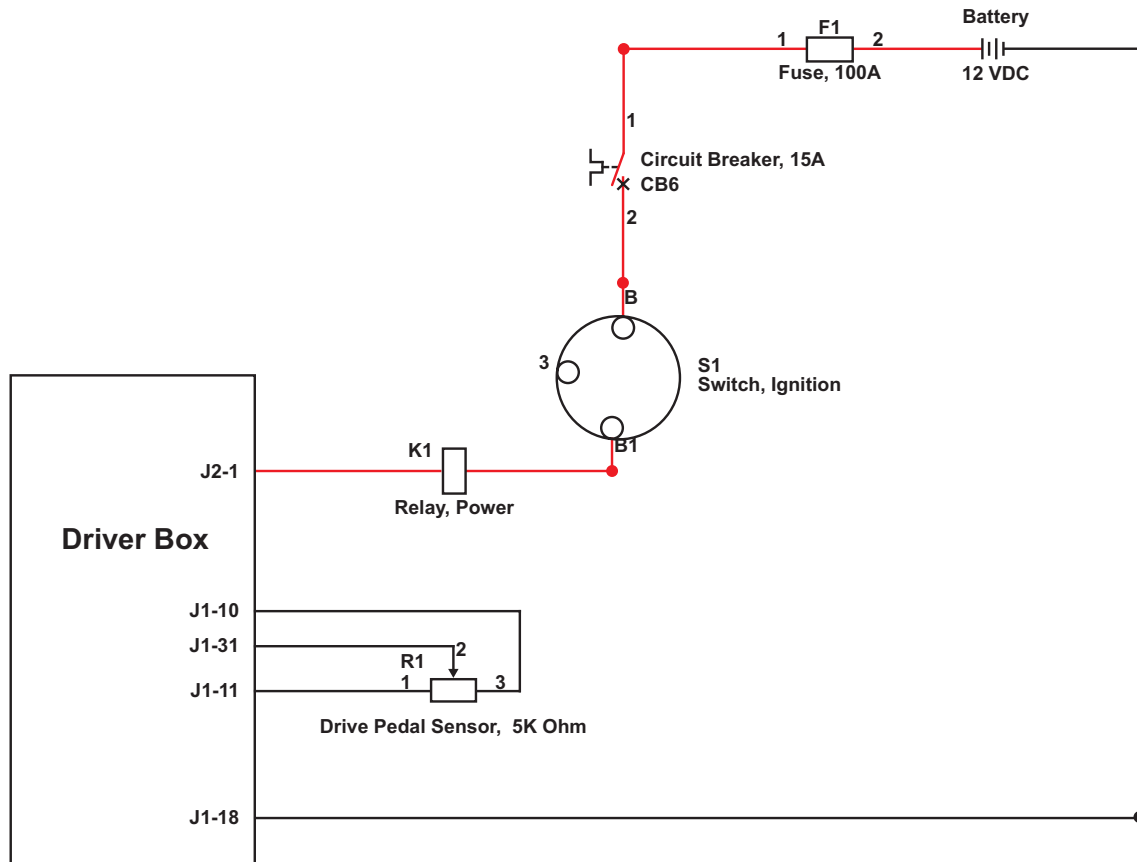 Battery
F1
1
2
Fuse, 100A
12 VDC
1
Circuit Breaker, 15A
CB6
2
B
3
S1
Switch, Ignition
B1
K1
J2-1
Relay, Power
Driver Box
J1-10
J1-31
2
R1
J1-11
1
3
Drive Pedal Sensor, 5K Ohm
J1-18